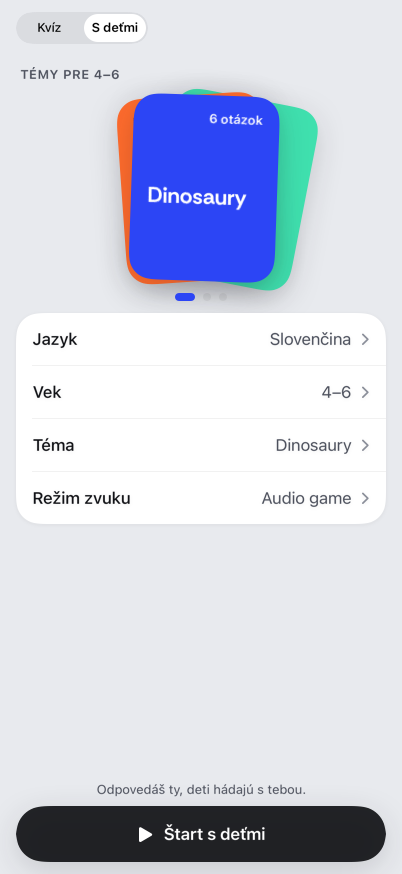 Kvíz
S deťmi
TÉMY PRE 4–6
6 otázok
Dinosaury
Jazyk
Slovenčina
Vek
4–6
Téma
Dinosaury
Režim zvuku
Audio game
Odpovedáš ty, deti hádajú s tebou.
Štart s deťmi